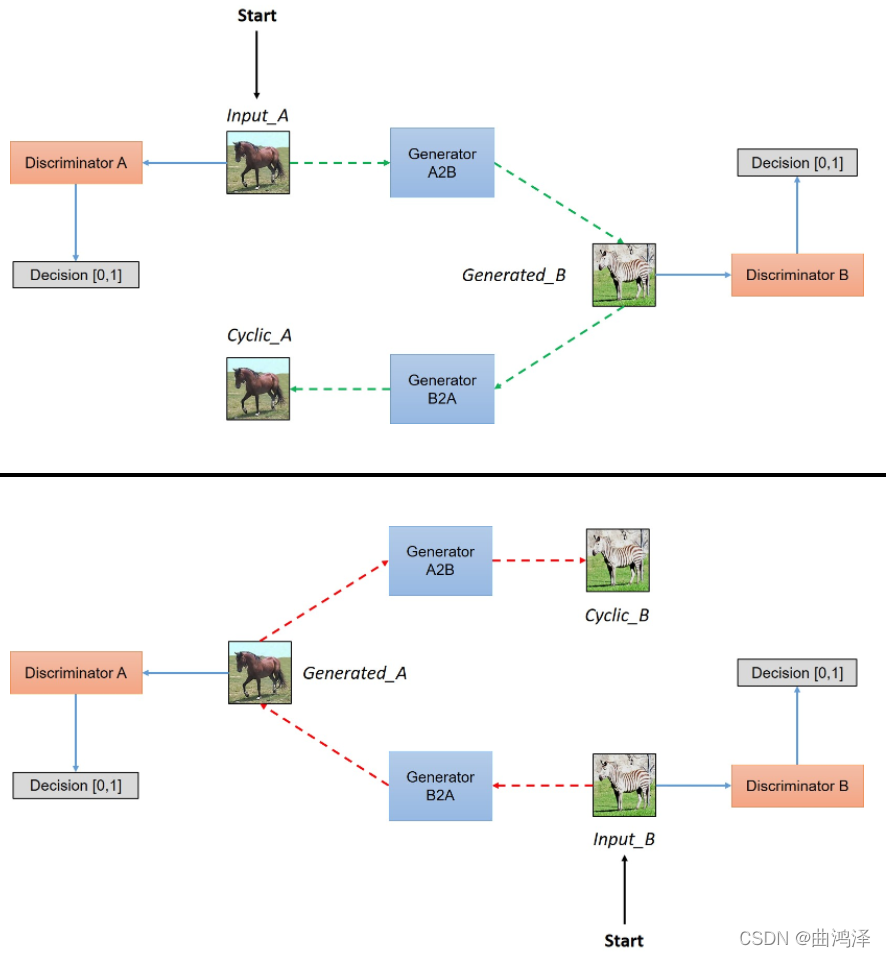 Start
Input_A
Discriminator A
Generator
A2B
Decision [0,1]
Decision [0,1]
Generated_B
Discriminator B
Cyclic_A
Generator
B2A
Generator
A2B
Cyclic_B
Discriminator A
Generated_A
Decision [0,1]
Decision [0,1]
Generator
B2A
Discriminator B
Input_B
Start
CSDN @曲鸿泽